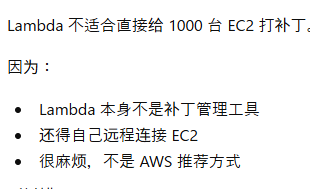 Lambda 不适合直接给 1000 台 EC2 打补丁。
因为：
• Lambda 本身不是补丁管理工具
• 还得自己远程连接 EC2
• 很麻烦，不是 AWS 推荐方式